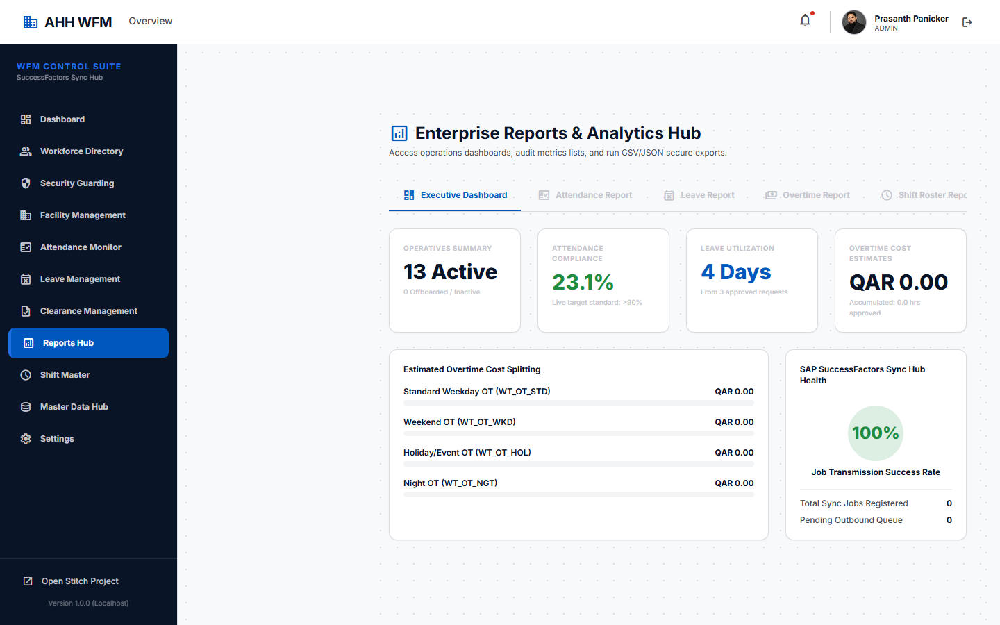 AHH WFM
Overview
Prasanth Panicker
ADMIN
WFM CONTROL SUITE
SuccessFactors Sync Hub
Dashboard
Workforce Directory
Security Guarding
Facility Management
Attendance Monitor
Leave Management
Clearance Management
Reports Hub
Shift Master
Master Data Hub
Settings
Open Stitch Project
Version 1.0.0 (Localhost)
Enterprise Reports & Analytics Hub
Access operations dashboards, audit metrics lists, and run CSV/JSON secure exports.
Executive Dashboard
Attendance Report
Leave Report
Overtime Report
Shift Roster Repo
OPERATIVES SUMMARY
13 Active
0 Offboarded / Inactive
ATTENDANCE
COMPLIANCE
23.1%
Live target standard: >90%
LEAVE UTILIZATION
4 Days
From 3 approved requests
OVERTIME COST
ESTIMATES
QAR 0.00
Accumulated: 0.0 hrs
approved
Estimated Overtime Cost Splitting
Standard Weekday OT (WT_OT_STD) QAR 0.00
Weekend OT (WT_OT_WKD) QAR 0.00
Holiday/Event OT (WT_OT_HOL) QAR 0.00
Night OT (WT_OT_NGT) QAR 0.00
SAP SuccessFactors Sync Hub
Health
100%
Job Transmission Success Rate
Total Sync Jobs Registered 0
Pending Outbound Queue 0